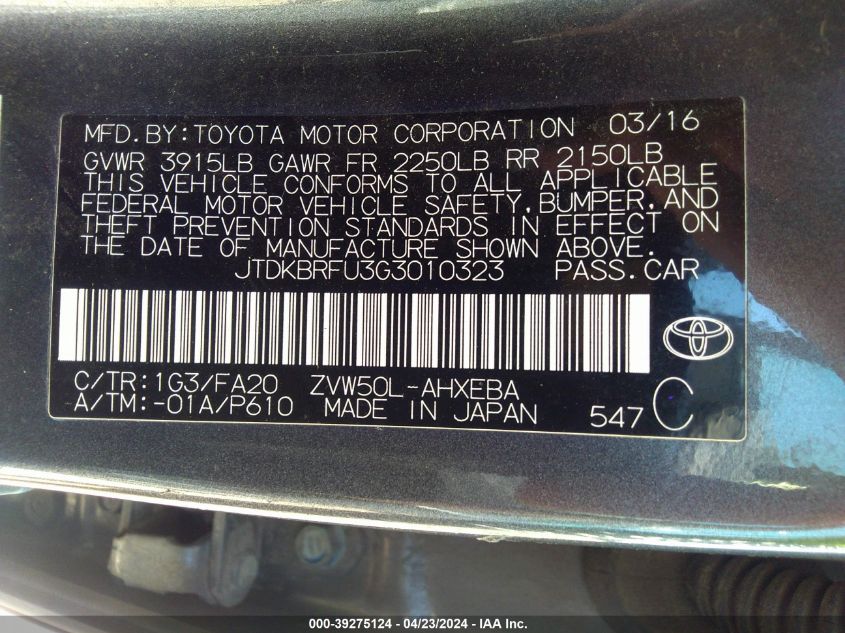 MFD.BY:TOYOTA MOTOR CORPORATION 03/16
GVWR 3915LB GAWR FR 2250LB RR 2150LB
THIS VEHICLE CONFORMS TO ALL APPLICABLE
FEDERAL MOTOR VEHICLE SAFETY,BUMPER,AND
THEFT PREVENTION STANDARDS IN EFFECT ON
THE DATE OF MANUFACTURE SHOWN ABOVE.
JTDKBRFU3G3010323 PASS.CAR
C/TR:1G3/FA20 ZVW50L-AHXEBA
A/TM:-01A/P610 MADE IN JAPAN 547 C
000-39275124 - 04/23/2024 - IAA Inc.